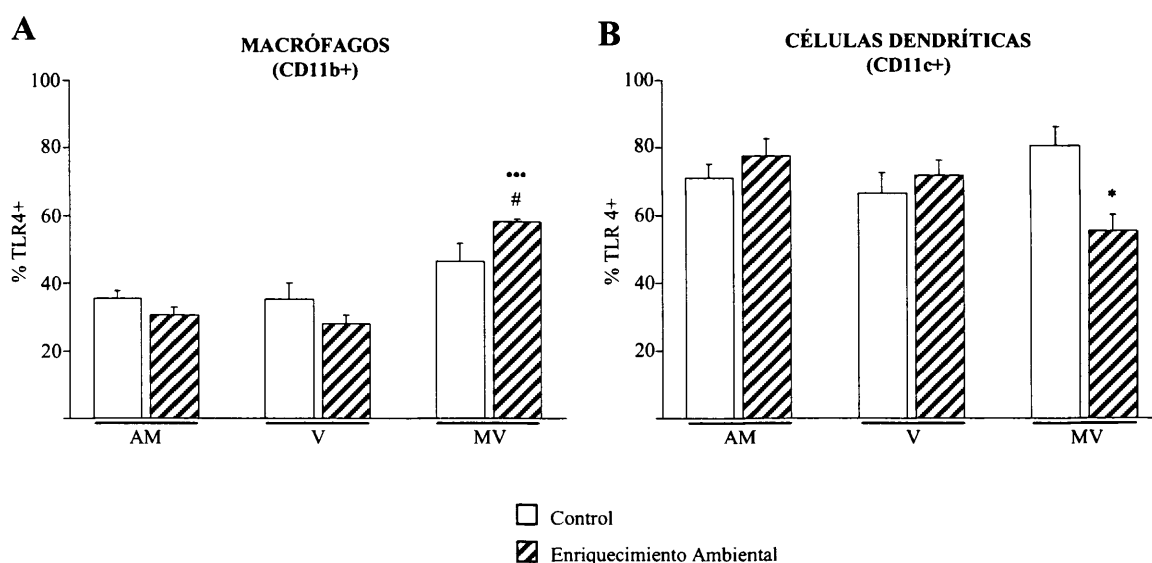 A
MACRÓFAGOS
(CD11b+)
% TLR4+
100
80
60
40
20
•••
#
AM
V
MV
B
CÉLULAS DENDRÍTICAS
(CD11c+)
% TLR 4+
100
80
60
40
20
*
AM
V
MV
Control
Enriquecimiento Ambiental